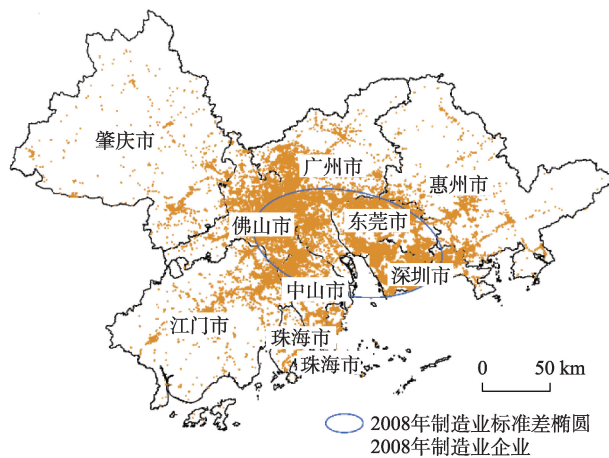 肇庆市
广州市
惠州市
佛山市
东莞市
深圳市
中山市
江门市
珠海市
珠海市
0 50 km
2008年制造业标准差椭圆
2008年制造业企业